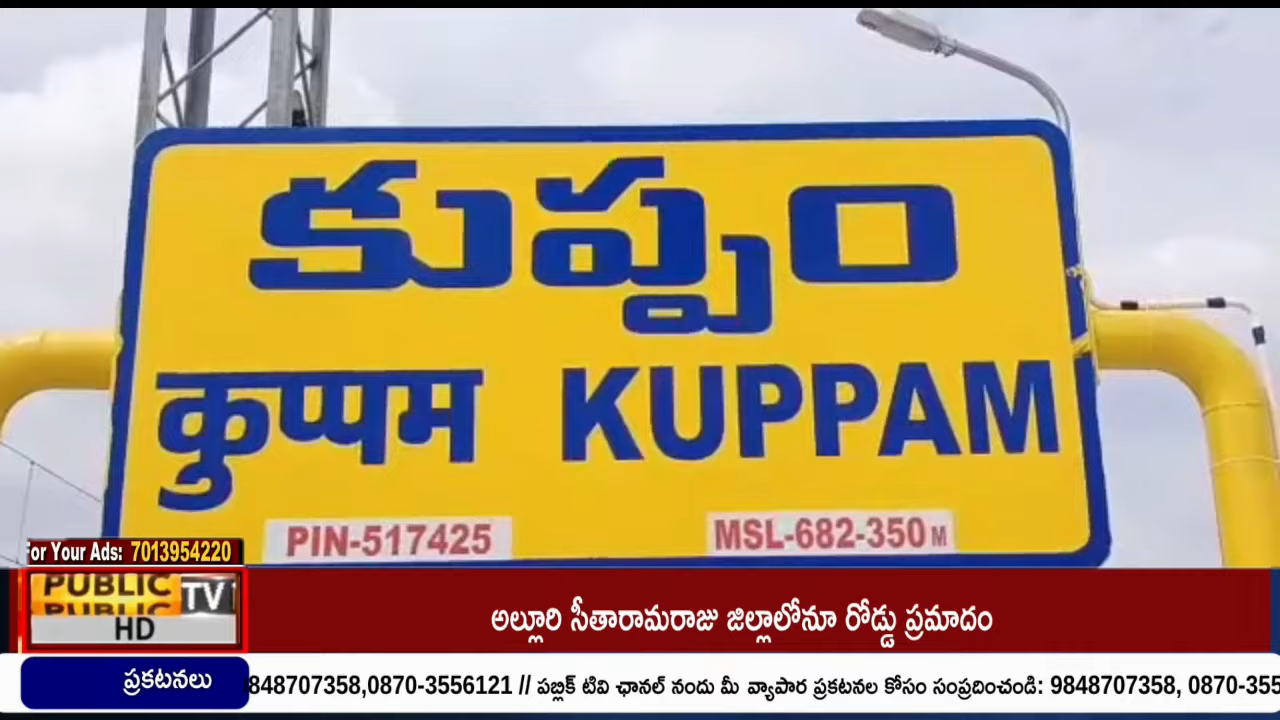 కుప్పం
कुप्पम KUPPAM
PIN-517425 MSL-682-350 M
For Your Ads: 7013954220
PUBLIC TV
PUBLIC
HD
అల్లూరి సీతారామరాజు జిల్లాలోనూ రోడ్డు ప్రమాదం
ప్రకటనలు
848707358,0870-3556121 // పబ్లిక్ టివి ఛానల్ నందు మీ వ్యాపార ప్రకటనల కోసం సంప్రదించండి: 9848707358, 0870-355